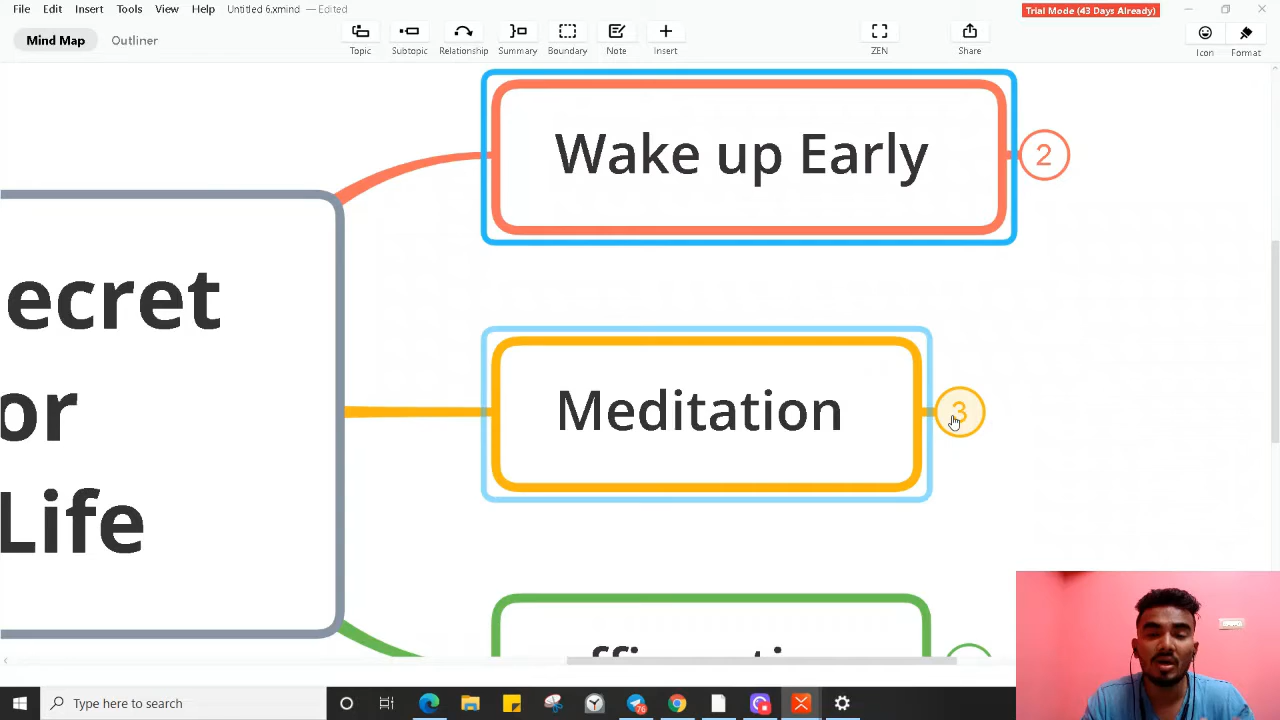 File Edit Insert Tools View Help Untitled 6.xmind — Edited
Trial Mode (43 Days Already)
Mind Map Outliner
Topic Subtopic Relationship Summary Boundary Note Insert ZEN Share Icon Format
Wake up Early
2
ecret
or
Life
Meditation
3
Type here to search
76